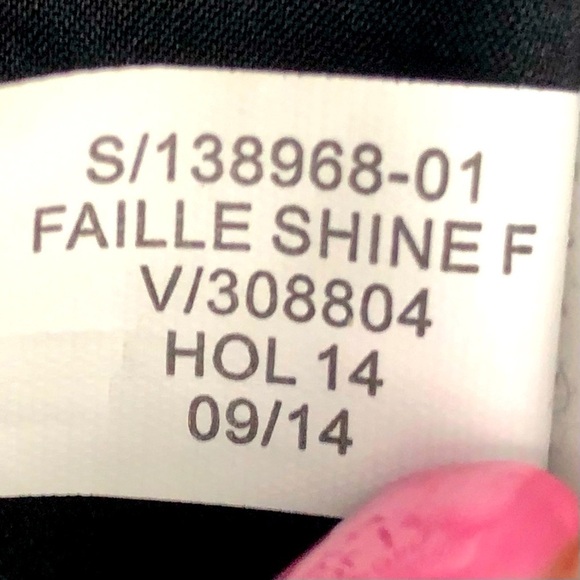 S/138968-01
FAILLE SHINE F
V/308804
HOL 14
09/14